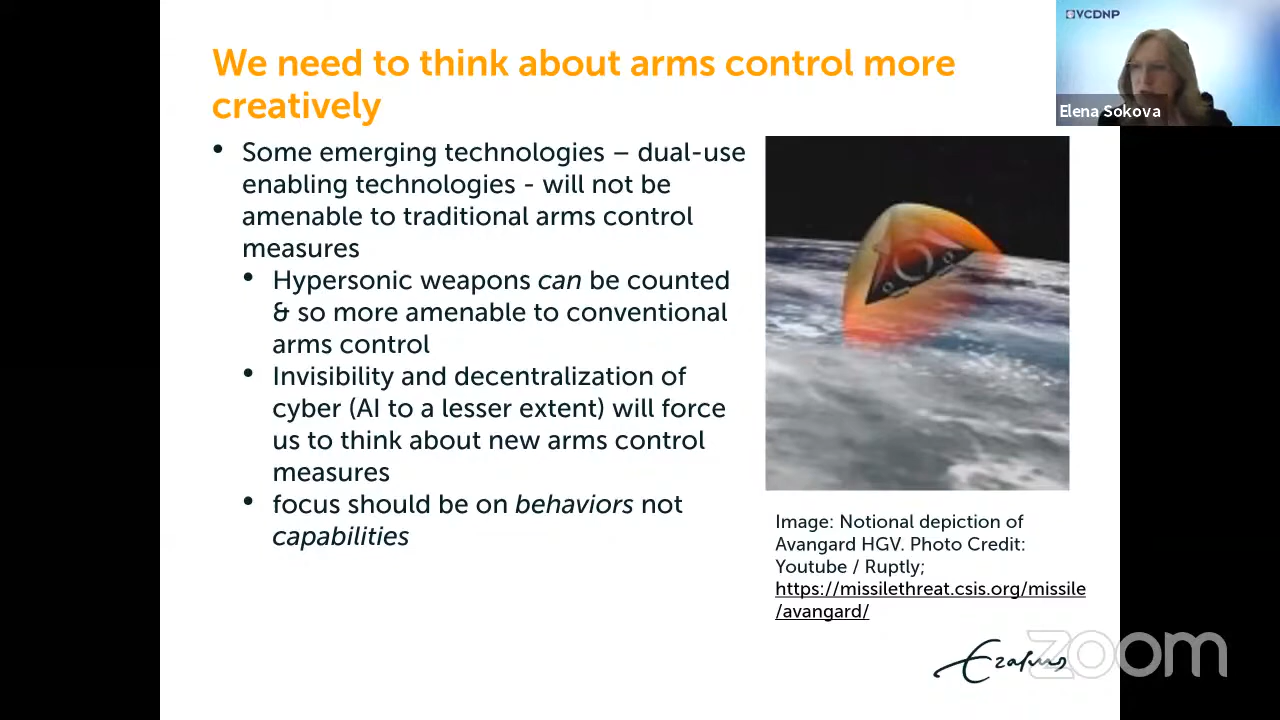 We need to think about arms control more
creatively
• Some emerging technologies – dual-use
enabling technologies - will not be
amenable to traditional arms control
measures
• Hypersonic weapons can be counted
& so more amenable to conventional
arms control
• Invisibility and decentralization of
cyber (AI to a lesser extent) will force
us to think about new arms control
measures
• focus should be on behaviors not
capabilities
VCDNP
Elena Sokova
Image: Notional depiction of
Avangard HGV. Photo Credit:
Youtube / Ruptly;
https://missilethreat.csis.org/missile
/avangard/
Erasmus
zoom